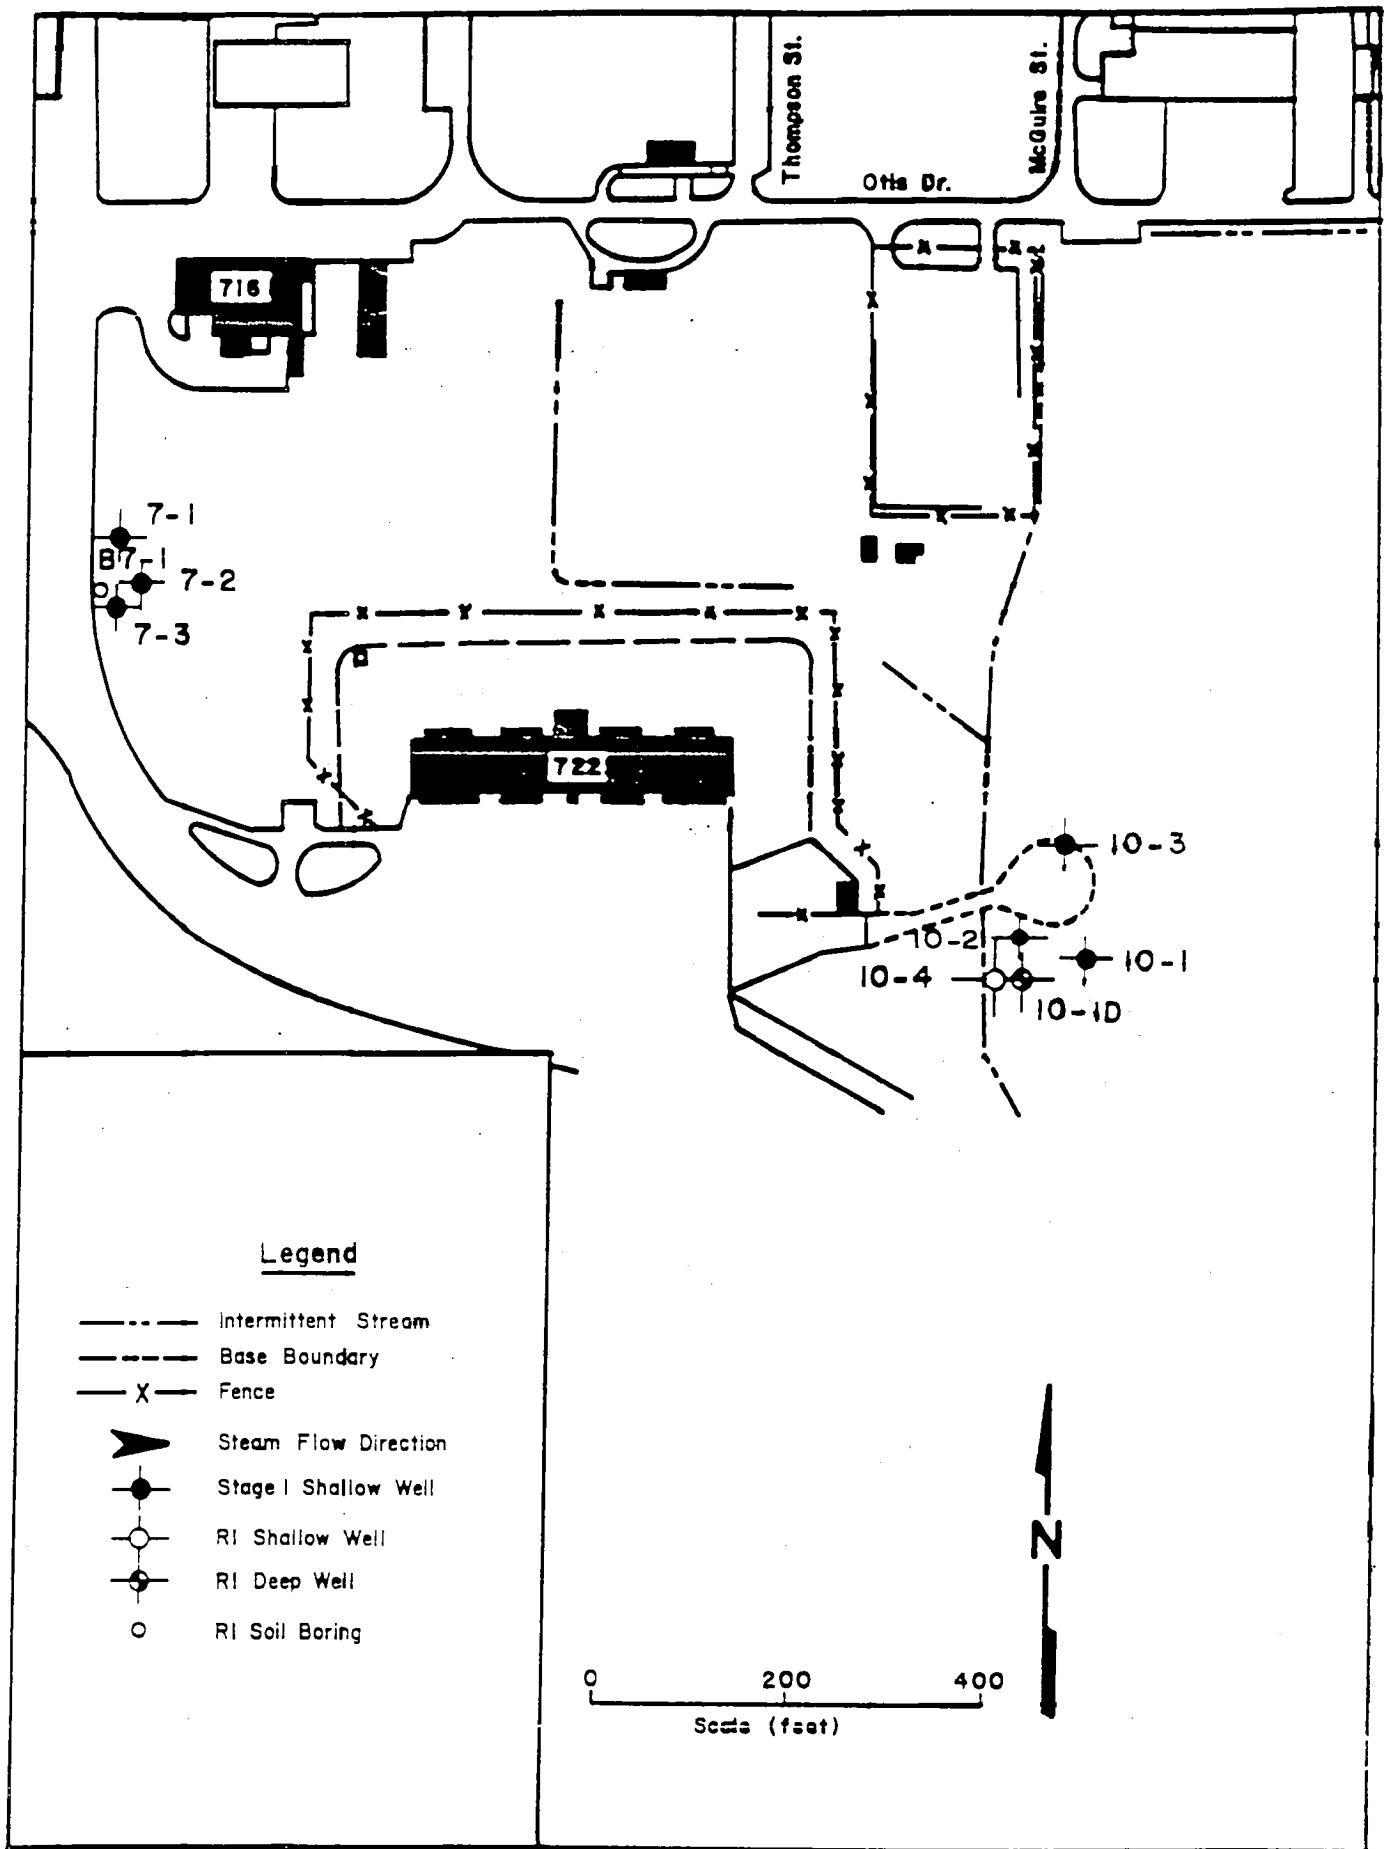 Thompson St.
McGuire St.
Otis Dr.
716
7-1
B7-1
7-2
7-3
722
10-3
10-2
10-1
10-4
10-1D
Legend
Intermittent Stream
Base Boundary
X Fence
Steam Flow Direction
Stage I Shallow Well
RI Shallow Well
RI Deep Well
RI Soil Boring
N
0 200 400
Scale (feet)